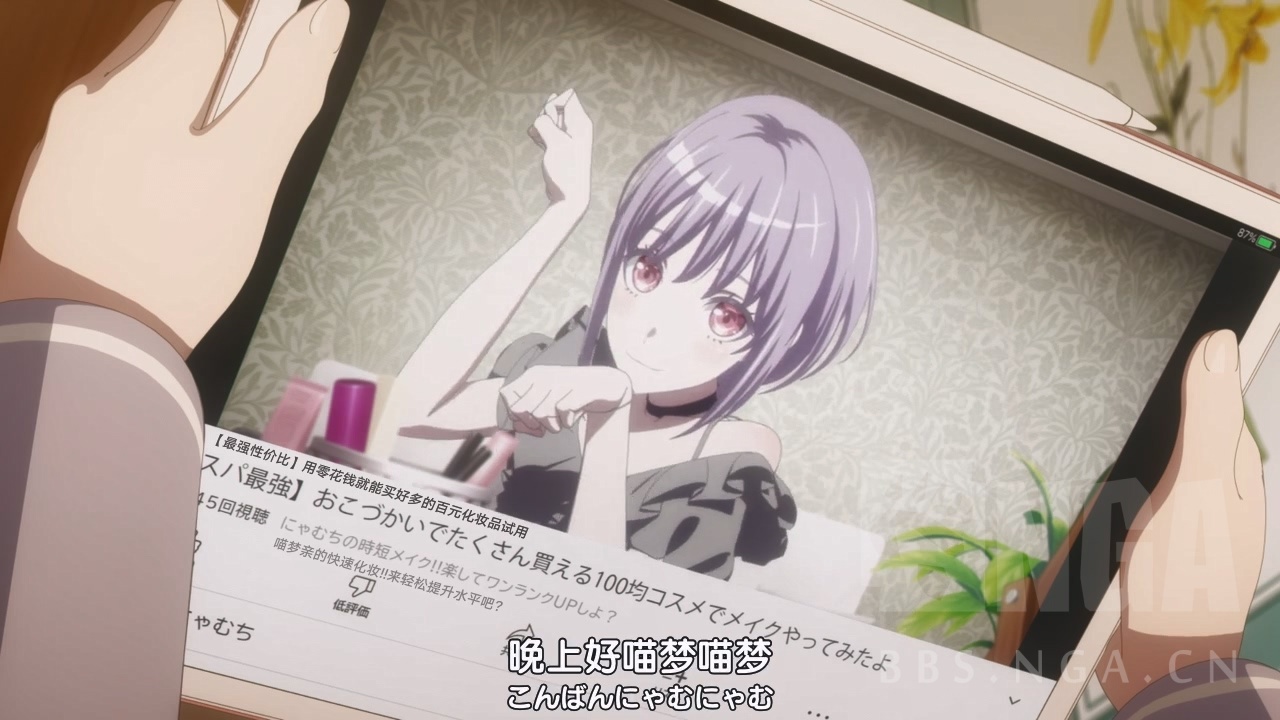 87%
【最强性价比】用零花钱就能买好多的百元化妆品试用
スパ最強】おこづかいでたくさん買える100均コスメでメイクやってみたよ
45回視聴
にゃむちの時短メイク!!楽してワンランクUPしよ？
喵梦亲的快速化妆!!来轻松提升水平吧?
低評価
ゃむち
晚上好喵梦喵梦
こんばんにゃむにゃむ
NGA
BBS.NGA.CN